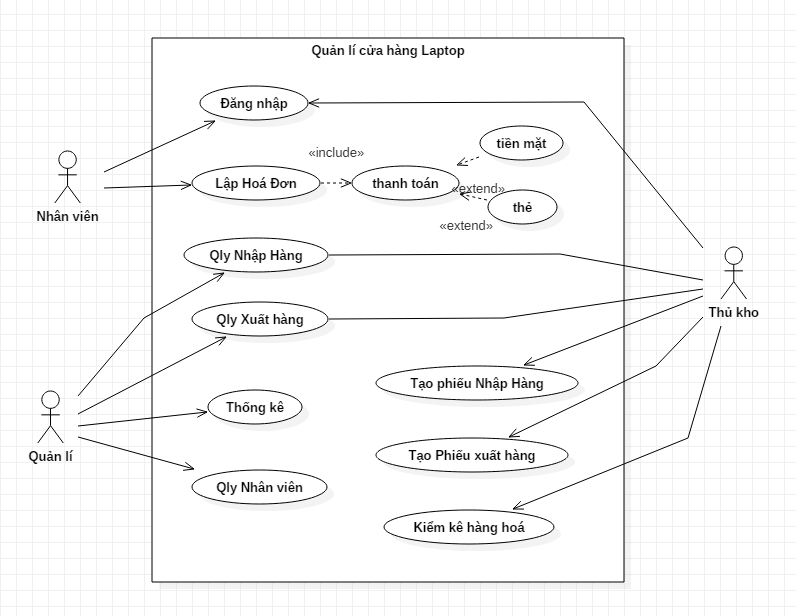 Quản lí cửa hàng Laptop
Đăng nhập
«include»
tiền mặt
Lập Hoá Đơn
thanh toán
«extend»
Nhân viên
thẻ
«extend»
Qly Nhập Hàng
Thủ kho
Qly Xuất hàng
Tạo phiếu Nhập Hàng
Thống kê
Quản lí
Tạo Phiếu xuất hàng
Qly Nhân viên
Kiểm kê hàng hoá